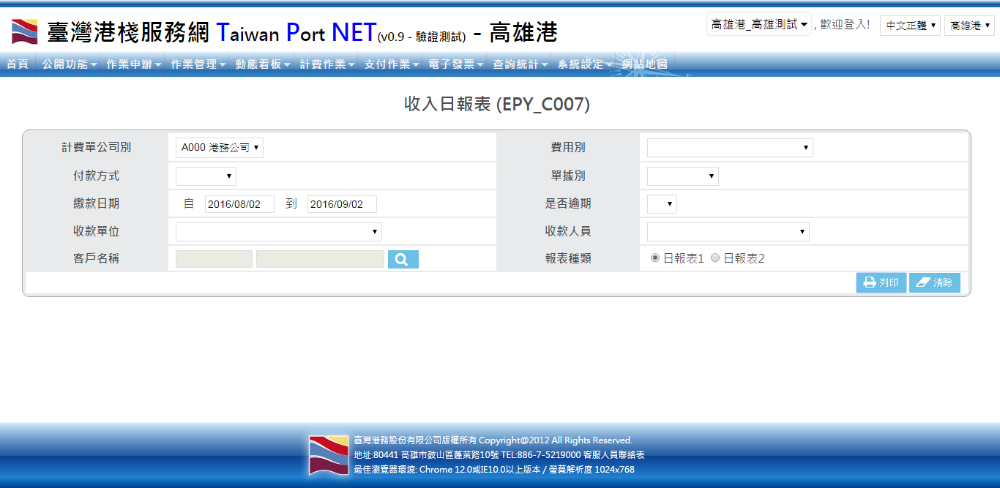 臺灣港棧服務網 Taiwan Port NET(v0.9 - 驗證測試) - 高雄港
高雄港_高雄測試 , 歡迎登入! 中文正體 高雄港
首頁 公開功能 作業申辦 作業管理 動態看板 計費作業 支付作業 電子發票 查詢統計 系統設定 網站地圖
收入日報表 (EPY_C007)
計費單公司別 A000 港務公司 費用別
付款方式 單據別
繳款日期 自 2016/08/02 到 2016/09/02 是否逾期
收款單位 收款人員
客戶名稱 報表種類 日報表1 日報表2
列印 清除
臺灣港務股份有限公司版權所有 Copyright@2012 All Rights Reserved.
地址:80441 高雄市鼓山區蓬萊路10號 TEL:886-7-5219000 客服人員聯絡表
最佳瀏覽器環境: Chrome 12.0或IE10.0以上版本 / 螢幕解析度 1024x768